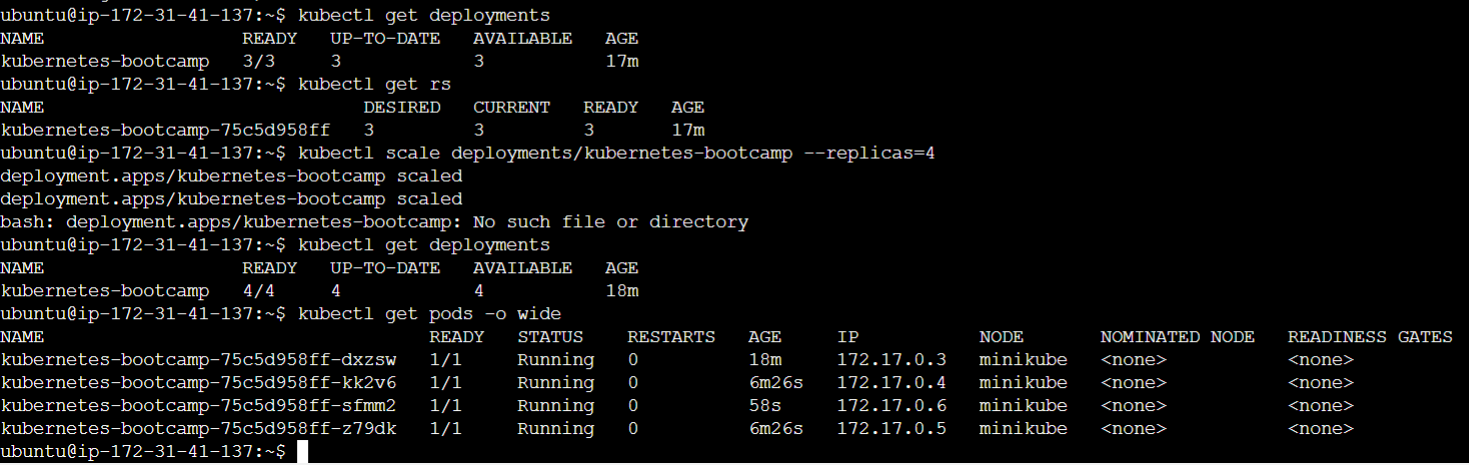 ubuntu@ip-172-31-41-137:~$ kubectl get deployments
NAME READY UP-TO-DATE AVAILABLE AGE
kubernetes-bootcamp 3/3 3 3 17m
ubuntu@ip-172-31-41-137:~$ kubectl get rs
NAME DESIRED CURRENT READY AGE
kubernetes-bootcamp-75c5d958ff 3 3 3 17m
ubuntu@ip-172-31-41-137:~$ kubectl scale deployments/kubernetes-bootcamp --replicas=4
deployment.apps/kubernetes-bootcamp scaled
deployment.apps/kubernetes-bootcamp scaled
bash: deployment.apps/kubernetes-bootcamp: No such file or directory
ubuntu@ip-172-31-41-137:~$ kubectl get deployments
NAME READY UP-TO-DATE AVAILABLE AGE
kubernetes-bootcamp 4/4 4 4 18m
ubuntu@ip-172-31-41-137:~$ kubectl get pods -o wide
NAME READY STATUS RESTARTS AGE IP NODE NOMINATED NODE READINESS GATES
kubernetes-bootcamp-75c5d958ff-dxzsw 1/1 Running 0 18m 172.17.0.3 minikube <none> <none>
kubernetes-bootcamp-75c5d958ff-kk2v6 1/1 Running 0 6m26s 172.17.0.4 minikube <none> <none>
kubernetes-bootcamp-75c5d958ff-sfmm2 1/1 Running 0 58s 172.17.0.6 minikube <none> <none>
kubernetes-bootcamp-75c5d958ff-z79dk 1/1 Running 0 6m26s 172.17.0.5 minikube <none> <none>
ubuntu@ip-172-31-41-137:~$